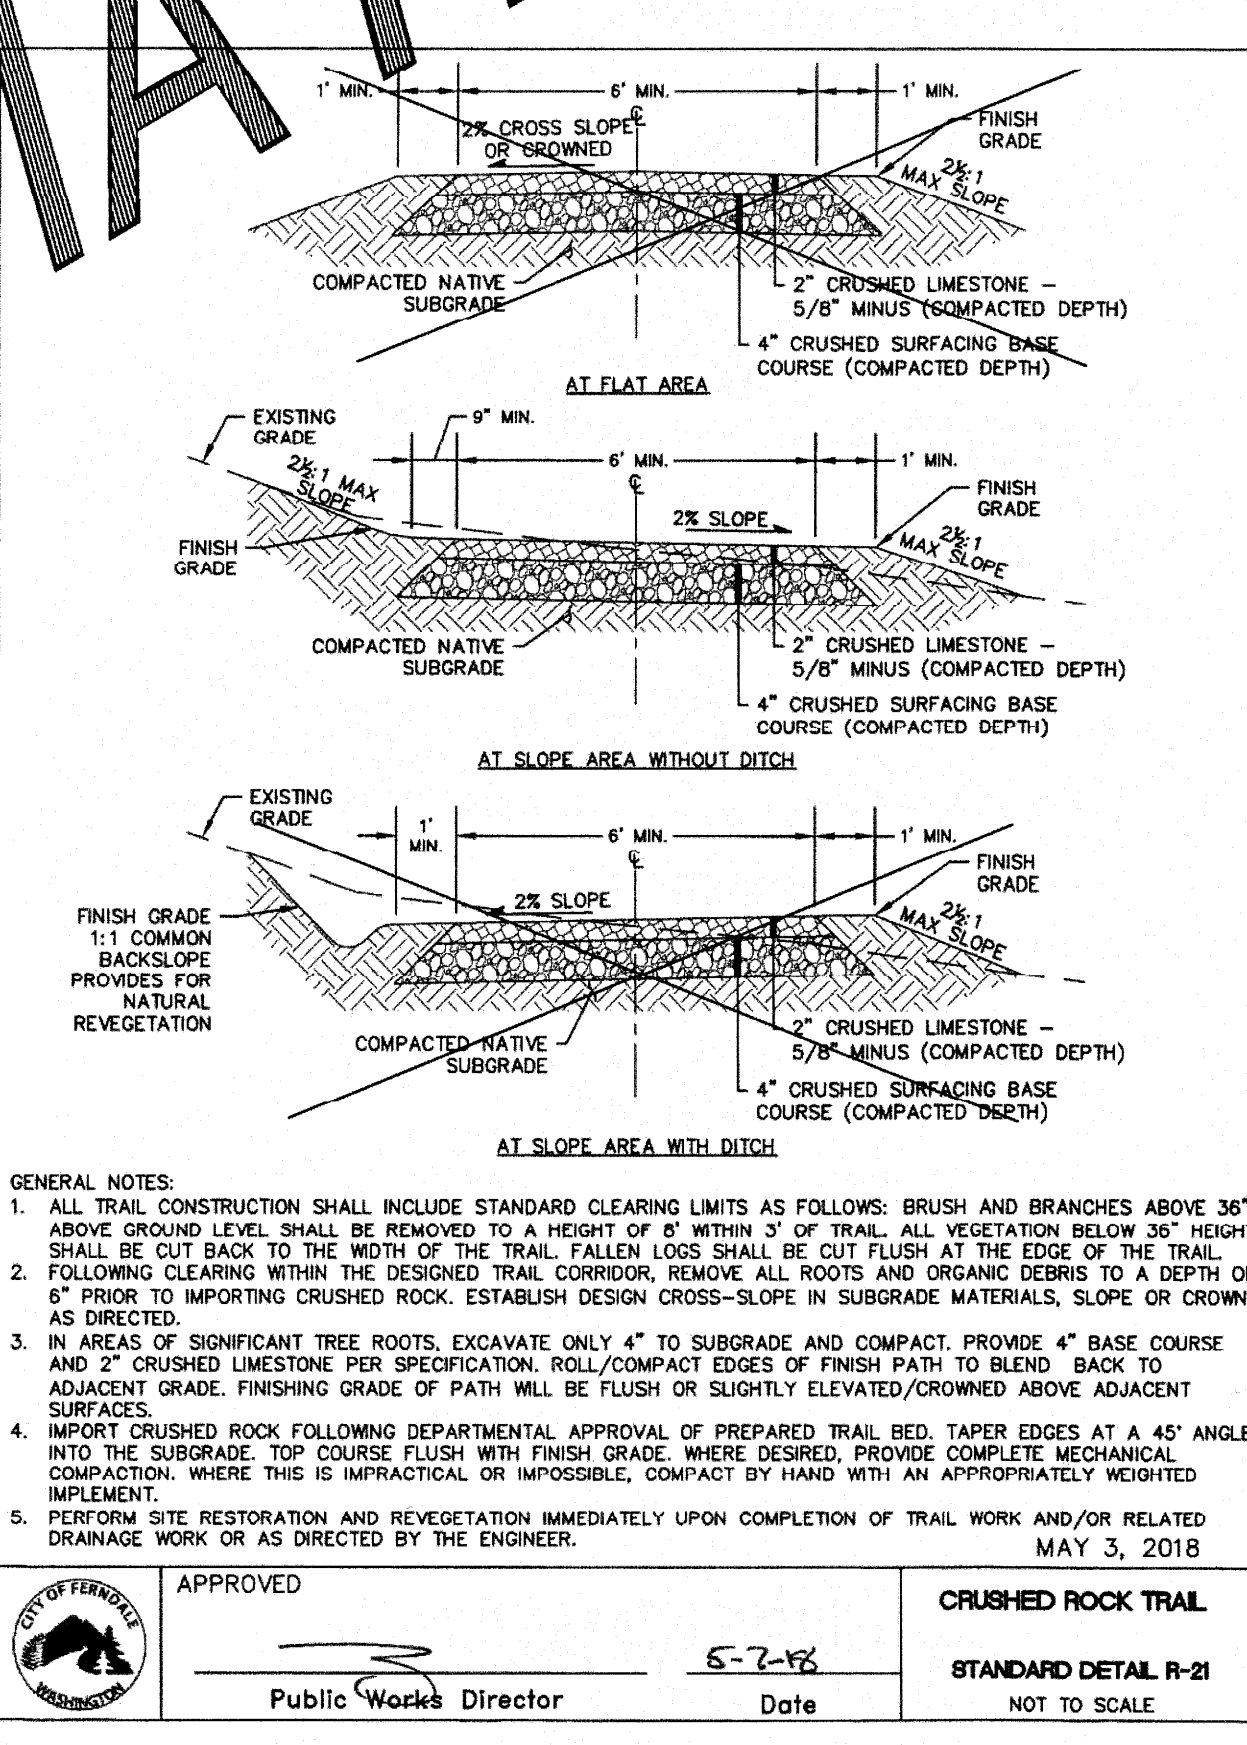 1' MIN.
6' MIN.
1' MIN.
2% CROSS SLOPE
OR CROWNED
FINISH
GRADE
2½:1
MAX SLOPE
COMPACTED NATIVE
SUBGRADE
2" CRUSHED LIMESTONE –
5/8" MINUS (COMPACTED DEPTH)
4" CRUSHED SURFACING BASE
COURSE (COMPACTED DEPTH)
AT FLAT AREA
EXISTING
GRADE
9" MIN.
2½:1 MAX
SLOPE
6' MIN.
1' MIN.
FINISH
GRADE
2% SLOPE
2½:1
MAX SLOPE
FINISH
GRADE
COMPACTED NATIVE
SUBGRADE
2" CRUSHED LIMESTONE –
5/8" MINUS (COMPACTED DEPTH)
4" CRUSHED SURFACING BASE
COURSE (COMPACTED DEPTH)
AT SLOPE AREA WITHOUT DITCH
EXISTING
GRADE
1'
MIN.
6' MIN.
1' MIN.
FINISH
GRADE
2% SLOPE
2½:1
MAX SLOPE
FINISH GRADE
1:1 COMMON
BACKSLOPE
PROVIDES FOR
NATURAL
REVEGETATION
COMPACTED NATIVE
SUBGRADE
2" CRUSHED LIMESTONE –
5/8" MINUS (COMPACTED DEPTH)
4" CRUSHED SURFACING BASE
COURSE (COMPACTED DEPTH)
AT SLOPE AREA WITH DITCH
GENERAL NOTES:
1. ALL TRAIL CONSTRUCTION SHALL INCLUDE STANDARD CLEARING LIMITS AS FOLLOWS: BRUSH AND BRANCHES ABOVE 36"
ABOVE GROUND LEVEL SHALL BE REMOVED TO A HEIGHT OF 8' WITHIN 3' OF TRAIL. ALL VEGETATION BELOW 36" HEIGHT
SHALL BE CUT BACK TO THE WIDTH OF THE TRAIL. FALLEN LOGS SHALL BE CUT FLUSH AT THE EDGE OF THE TRAIL.
2. FOLLOWING CLEARING WITHIN THE DESIGNED TRAIL CORRIDOR, REMOVE ALL ROOTS AND ORGANIC DEBRIS TO A DEPTH OF
6" PRIOR TO IMPORTING CRUSHED ROCK. ESTABLISH DESIGN CROSS–SLOPE IN SUBGRADE MATERIALS, SLOPE OR CROWN
AS DIRECTED.
3. IN AREAS OF SIGNIFICANT TREE ROOTS, EXCAVATE ONLY 4" TO SUBGRADE AND COMPACT. PROVIDE 4" BASE COURSE
AND 2" CRUSHED LIMESTONE PER SPECIFICATION. ROLL/COMPACT EDGES OF FINISH PATH TO BLEND BACK TO
ADJACENT GRADE. FINISHING GRADE OF PATH WILL BE FLUSH OR SLIGHTLY ELEVATED/CROWNED ABOVE ADJACENT
SURFACES.
4. IMPORT CRUSHED ROCK FOLLOWING DEPARTMENTAL APPROVAL OF PREPARED TRAIL BED. TAPER EDGES AT A 45° ANGLE
INTO THE SUBGRADE. TOP COURSE FLUSH WITH FINISH GRADE. WHERE DESIRED, PROVIDE COMPLETE MECHANICAL
COMPACTION. WHERE THIS IS IMPRACTICAL OR IMPOSSIBLE, COMPACT BY HAND WITH AN APPROPRIATELY WEIGHTED
IMPLEMENT.
5. PERFORM SITE RESTORATION AND REVEGETATION IMMEDIATELY UPON COMPLETION OF TRAIL WORK AND/OR RELATED
DRAINAGE WORK OR AS DIRECTED BY THE ENGINEER.
MAY 3, 2018
CITY OF FERNDALE
WASHINGTON
APPROVED
Public Works Director
5-7-18
Date
CRUSHED ROCK TRAIL
STANDARD DETAIL R-21
NOT TO SCALE